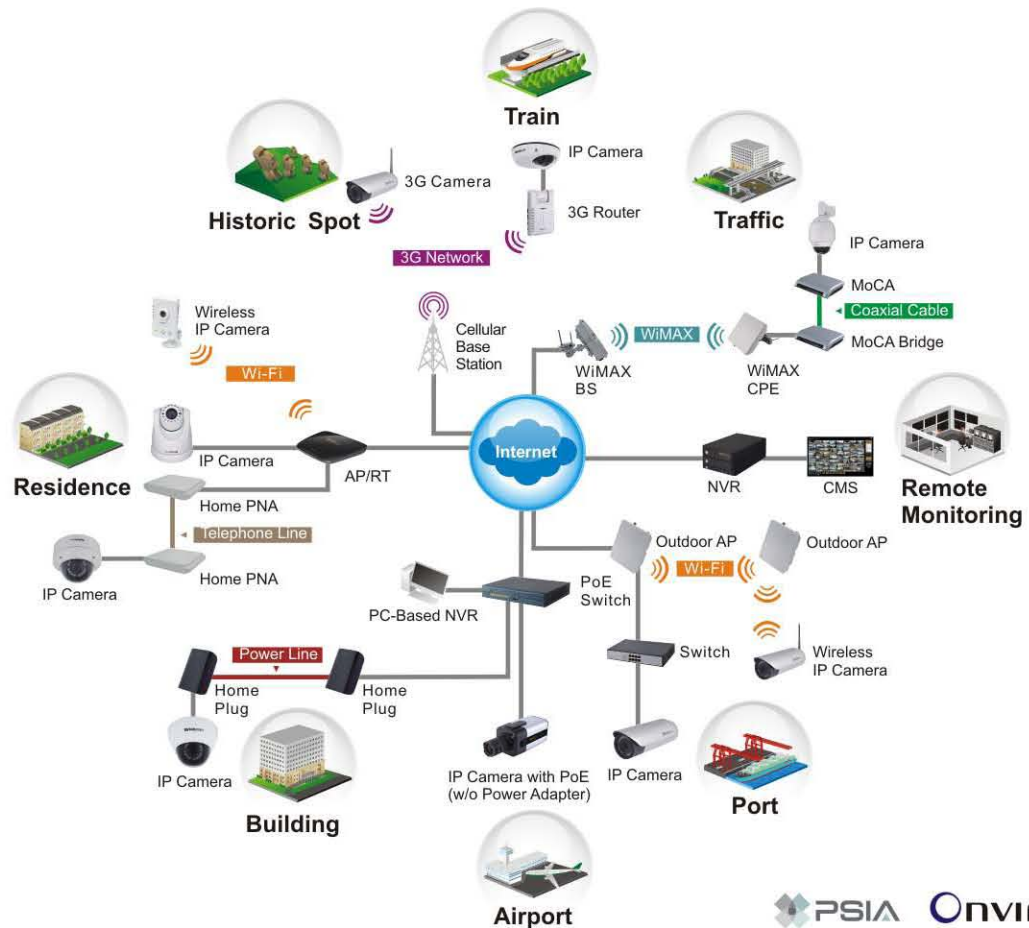 Train
3G Camera
Historic Spot
IP Camera
3G Router
Traffic
3G Network
IP Camera
MoCA
Coaxial Cable
MoCA Bridge
Wireless
IP Camera
Wi-Fi
Cellular
Base
Station
WiMAX
BS
WiMAX
WiMAX
CPE
Residence
IP Camera
AP/RT
Internet
NVR
CMS
Remote
Monitoring
Home PNA
Telephone Line
Home PNA
IP Camera
PC-Based NVR
PoE
Switch
Outdoor AP
Wi-Fi
Outdoor AP
Switch
Wireless
IP Camera
Power Line
Home
Plug
Home
Plug
IP Camera
Building
IP Camera with PoE
(w/o Power Adapter)
IP Camera
Port
Airport
PSIA